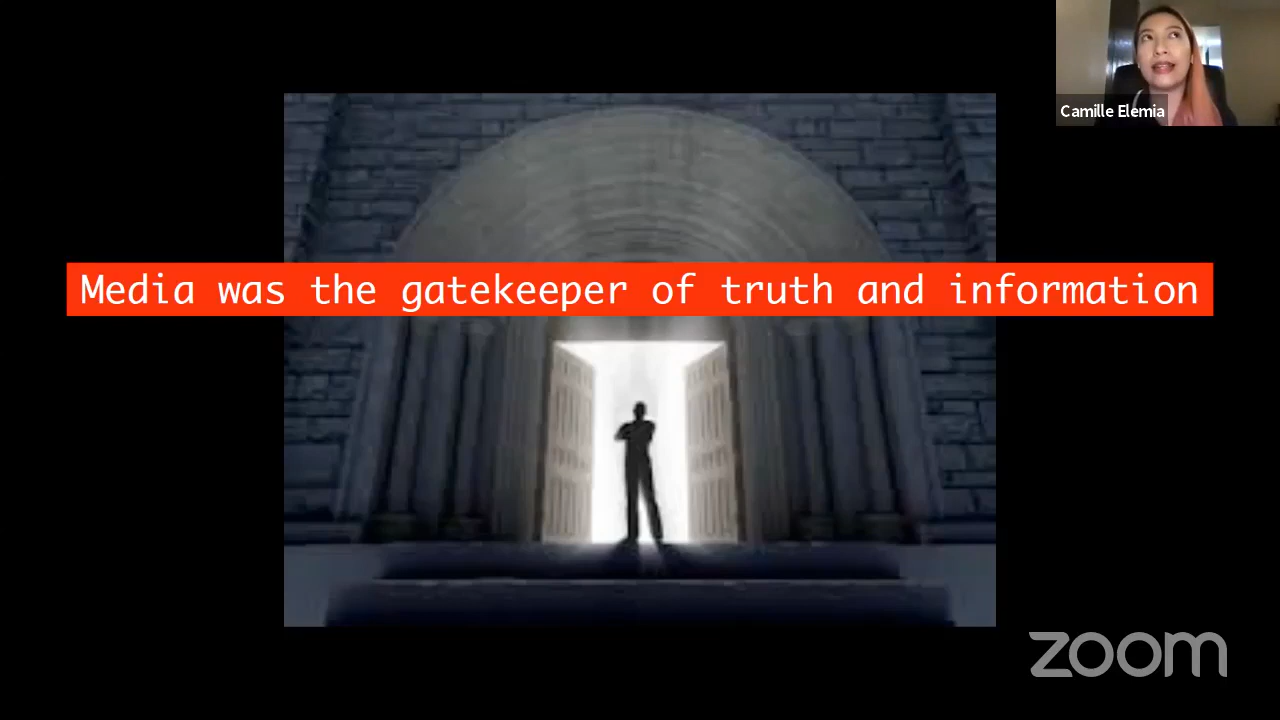 Camille Elemia
Media was the gatekeeper of truth and information
zoom